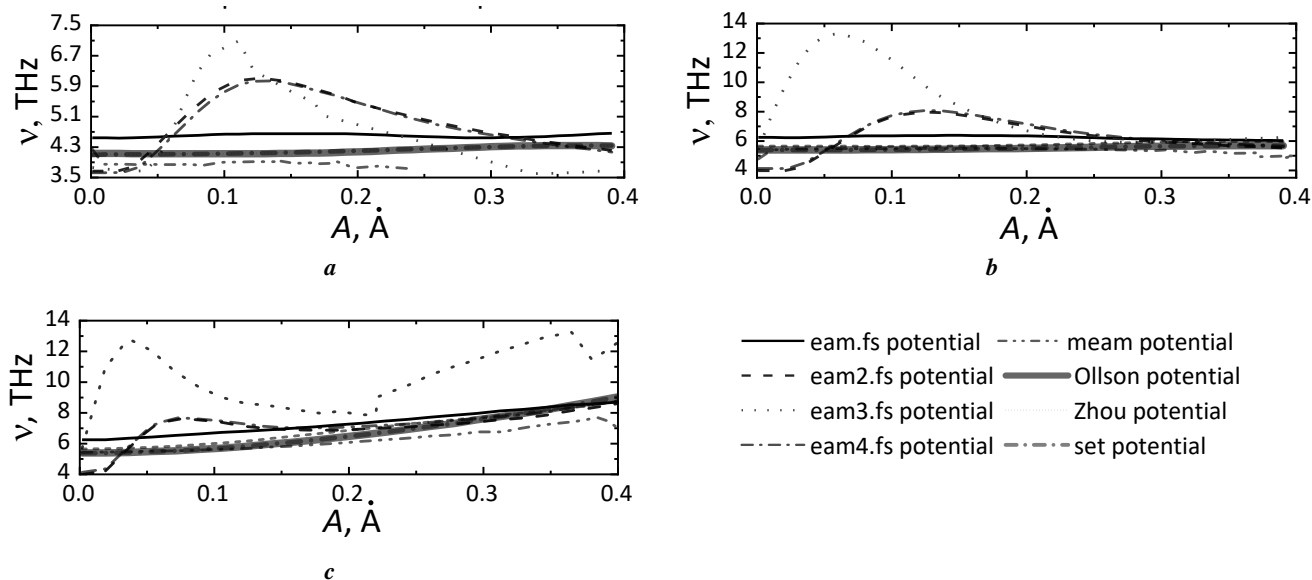 7.5
6.7
5.9
5.1
4.3
3.5
ν, THz
0.0 0.1 0.2 0.3 0.4
A, Å
a
14
12
10
8
6
4
ν, THz
0.0 0.1 0.2 0.3 0.4
A, Å
b
14
12
10
8
6
4
ν, THz
0.0 0.1 0.2 0.3 0.4
A, Å
c
eam.fs potential
eam2.fs potential
eam3.fs potential
eam4.fs potential
meam potential
Ollson potential
Zhou potential
set potential